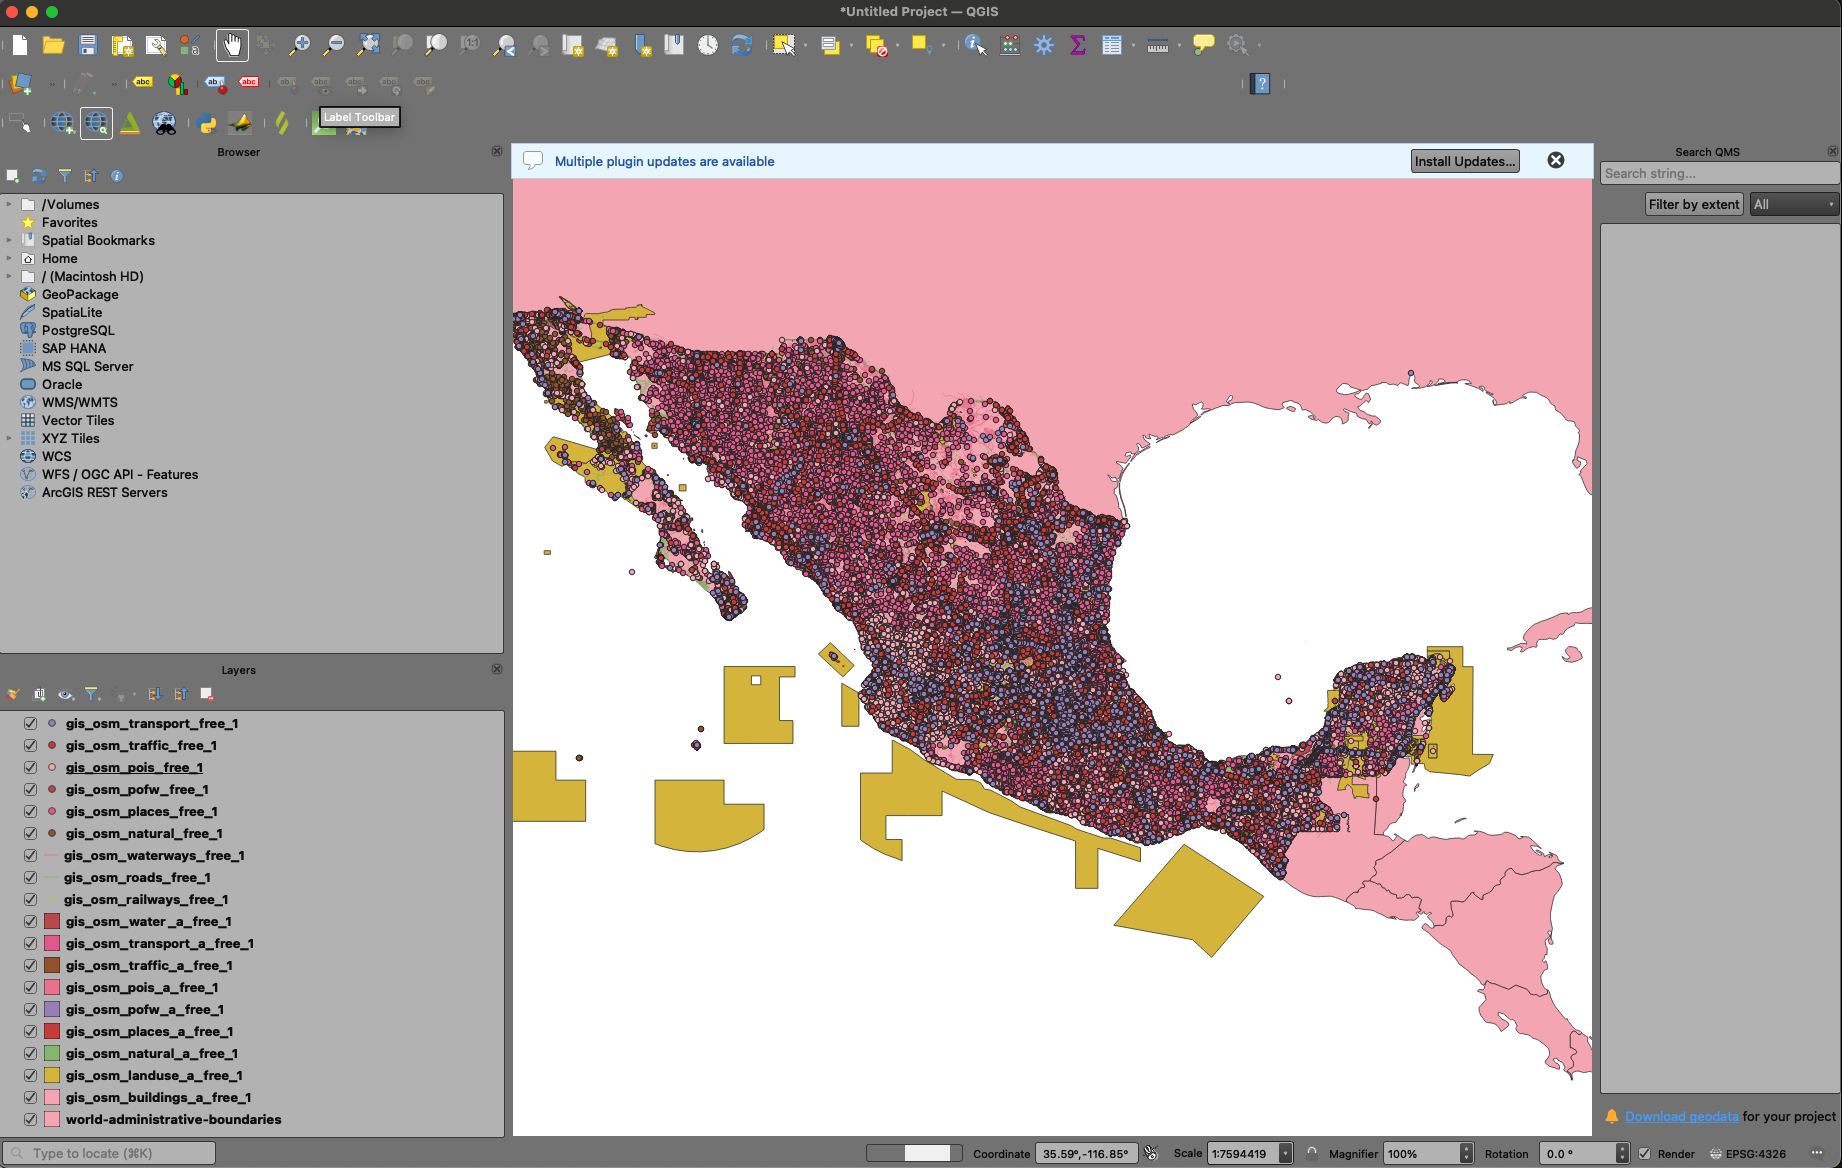 *Untitled Project — QGIS
Label Toolbar
Browser
/Volumes
Favorites
Spatial Bookmarks
Home
/ (Macintosh HD)
GeoPackage
SpatiaLite
PostgreSQL
SAP HANA
MS SQL Server
Oracle
WMS/WMTS
Vector Tiles
XYZ Tiles
WCS
WFS / OGC API - Features
ArcGIS REST Servers
Layers
gis_osm_transport_free_1
gis_osm_traffic_free_1
gis_osm_pois_free_1
gis_osm_pofw_free_1
gis_osm_places_free_1
gis_osm_natural_free_1
gis_osm_waterways_free_1
gis_osm_roads_free_1
gis_osm_railways_free_1
gis_osm_water_a_free_1
gis_osm_transport_a_free_1
gis_osm_traffic_a_free_1
gis_osm_pois_a_free_1
gis_osm_pofw_a_free_1
gis_osm_places_a_free_1
gis_osm_natural_a_free_1
gis_osm_landuse_a_free_1
gis_osm_buildings_a_free_1
world-administrative-boundaries
Multiple plugin updates are available
Install Updates...
Search QMS
Search string...
Filter by extent
All
Download geodata for your project
Type to locate (⌘K)
Coordinate 35.59°,-116.85°
Scale 1:7594419
Magnifier 100%
Rotation 0.0 °
Render
EPSG:4326